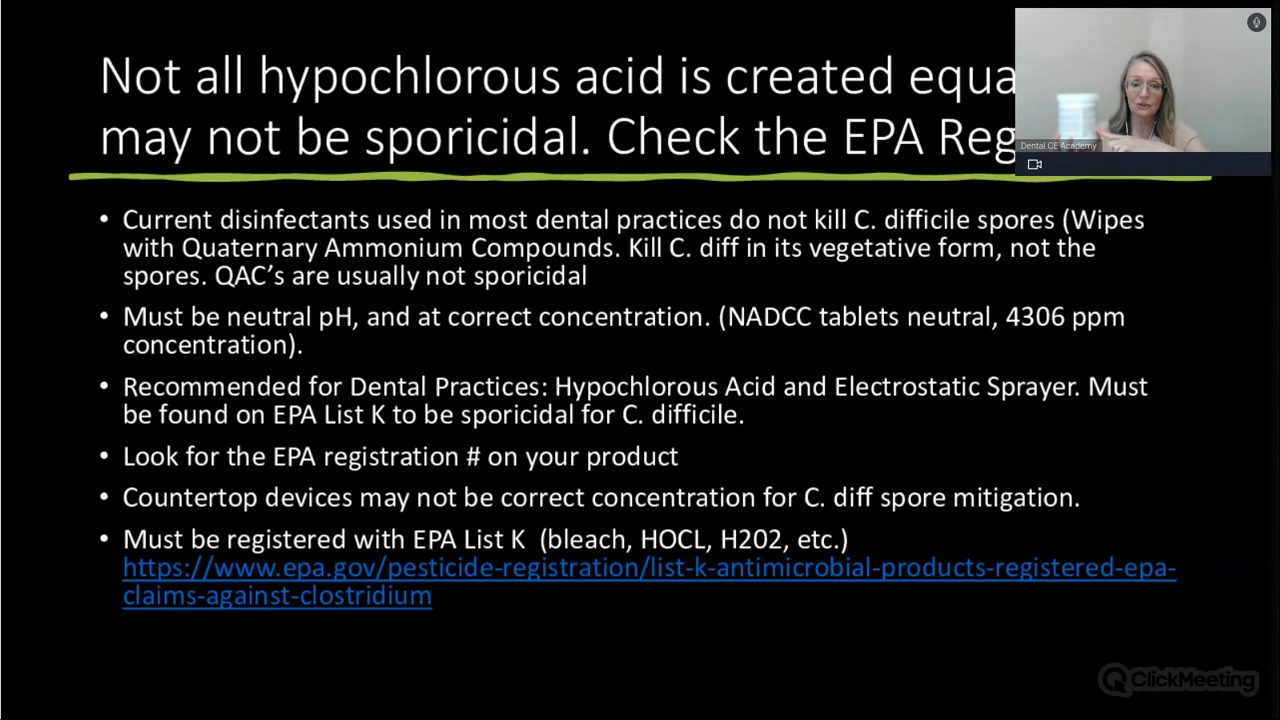 Not all hypochlorous acid is created equa
may not be sporicidal. Check the EPA Reg
Dental CE Academy
• Current disinfectants used in most dental practices do not kill C. difficile spores (Wipes
with Quaternary Ammonium Compounds. Kill C. diff in its vegetative form, not the
spores. QAC’s are usually not sporicidal
• Must be neutral pH, and at correct concentration. (NADCC tablets neutral, 4306 ppm
concentration).
• Recommended for Dental Practices: Hypochlorous Acid and Electrostatic Sprayer. Must
be found on EPA List K to be sporicidal for C. difficile.
• Look for the EPA registration # on your product
• Countertop devices may not be correct concentration for C. diff spore mitigation.
• Must be registered with EPA List K  (bleach, HOCL, H202, etc.)
https://www.epa.gov/pesticide-registration/list-k-antimicrobial-products-registered-epa-
claims-against-clostridium
ClickMeeting